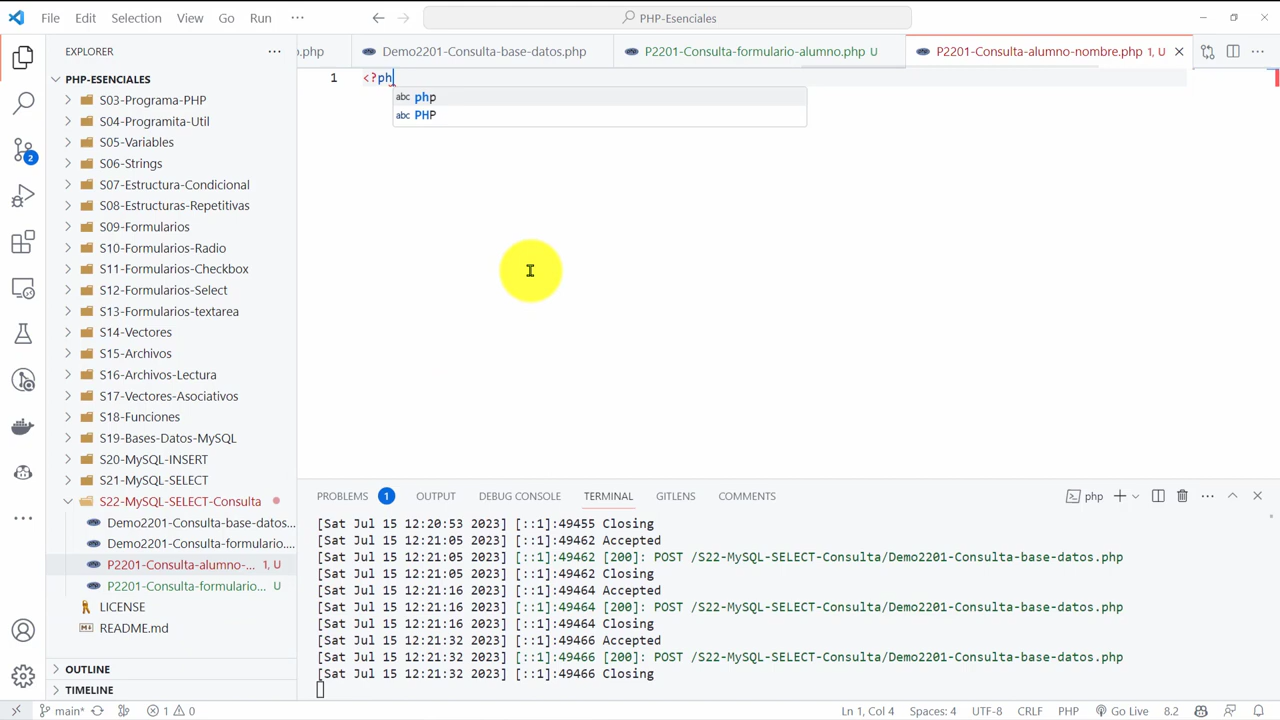 File Edit Selection View Go Run ··· PHP-Esenciales
EXPLORER ···
.php Demo2201-Consulta-base-datos.php P2201-Consulta-formulario-alumno.php U P2201-Consulta-alumno-nombre.php 1, U
PHP-ESENCIALES
S03-Programa-PHP
S04-Programita-Util
S05-Variables
S06-Strings
S07-Estructura-Condicional
S08-Estructuras-Repetitivas
S09-Formularios
S10-Formularios-Radio
S11-Formularios-Checkbox
S12-Formularios-Select
S13-Formularios-textarea
S14-Vectores
S15-Archivos
S16-Archivos-Lectura
S17-Vectores-Asociativos
S18-Funciones
S19-Bases-Datos-MySQL
S20-MySQL-INSERT
S21-MySQL-SELECT
S22-MySQL-SELECT-Consulta
Demo2201-Consulta-base-datos...
Demo2201-Consulta-formulario....
P2201-Consulta-alumno-... 1, U
P2201-Consulta-formulario... U
LICENSE
README.md
OUTLINE
TIMELINE
2
1 <?ph
abc php
abc PHP
PROBLEMS 1 OUTPUT DEBUG CONSOLE TERMINAL GITLENS COMMENTS php
[Sat Jul 15 12:20:53 2023] [::1]:49455 Closing
[Sat Jul 15 12:21:05 2023] [::1]:49462 Accepted
[Sat Jul 15 12:21:05 2023] [::1]:49462 [200]: POST /S22-MySQL-SELECT-Consulta/Demo2201-Consulta-base-datos.php
[Sat Jul 15 12:21:05 2023] [::1]:49462 Closing
[Sat Jul 15 12:21:16 2023] [::1]:49464 Accepted
[Sat Jul 15 12:21:16 2023] [::1]:49464 [200]: POST /S22-MySQL-SELECT-Consulta/Demo2201-Consulta-base-datos.php
[Sat Jul 15 12:21:16 2023] [::1]:49464 Closing
[Sat Jul 15 12:21:32 2023] [::1]:49466 Accepted
[Sat Jul 15 12:21:32 2023] [::1]:49466 [200]: POST /S22-MySQL-SELECT-Consulta/Demo2201-Consulta-base-datos.php
[Sat Jul 15 12:21:32 2023] [::1]:49466 Closing
main* 1 0 Ln 1, Col 4 Spaces: 4 UTF-8 CRLF PHP Go Live 8.2